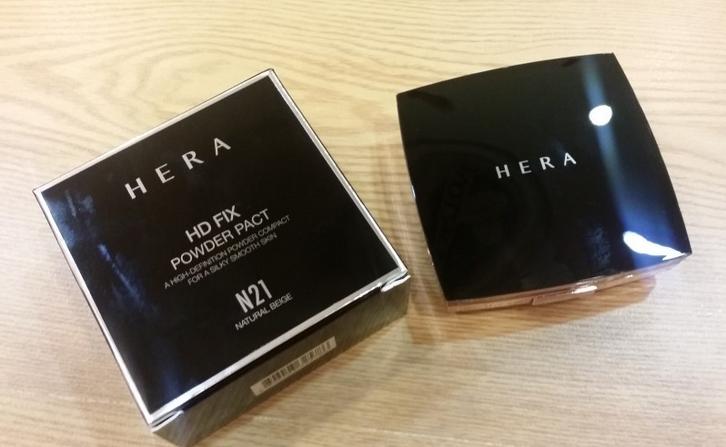 HERA
HD FIX
POWDER PACT
A HIGH-DEFINITION POWDER COMPACT
FOR A SILKY SMOOTH SKIN
N21
NATURAL BEIGE
HERA